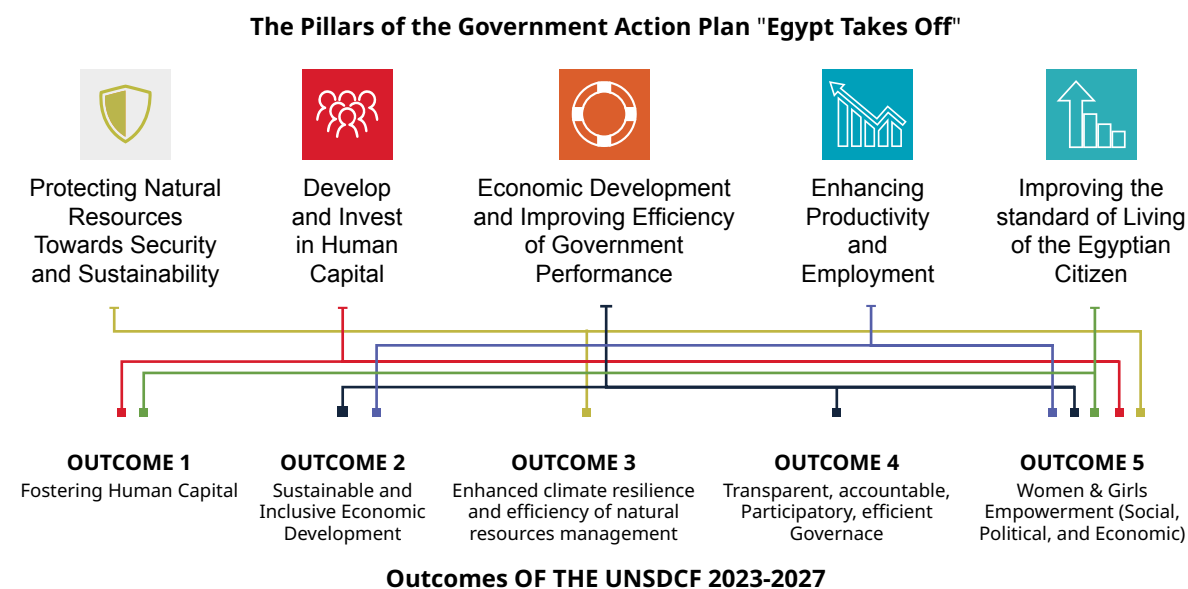 The Pillars of the Government Action Plan "Egypt Takes Off"
Protecting Natural
Resources
Towards Security
and Sustainability
Develop
and Invest
in Human
Capital
Economic Development
and Improving Efficiency
of Government
Performance
Enhancing
Productivity
and
Employment
Improving the
standard of Living
of the Egyptian
Citizen
OUTCOME 1
Fostering Human Capital
OUTCOME 2
Sustainable and
Inclusive Economic
Development
OUTCOME 3
Enhanced climate resilience
and efficiency of natural
resources management
OUTCOME 4
Transparent, accountable,
Participatory, efficient
Governace
OUTCOME 5
Women & Girls
Empowerment (Social,
Political, and Economic)
Outcomes OF THE UNSDCF 2023-2027